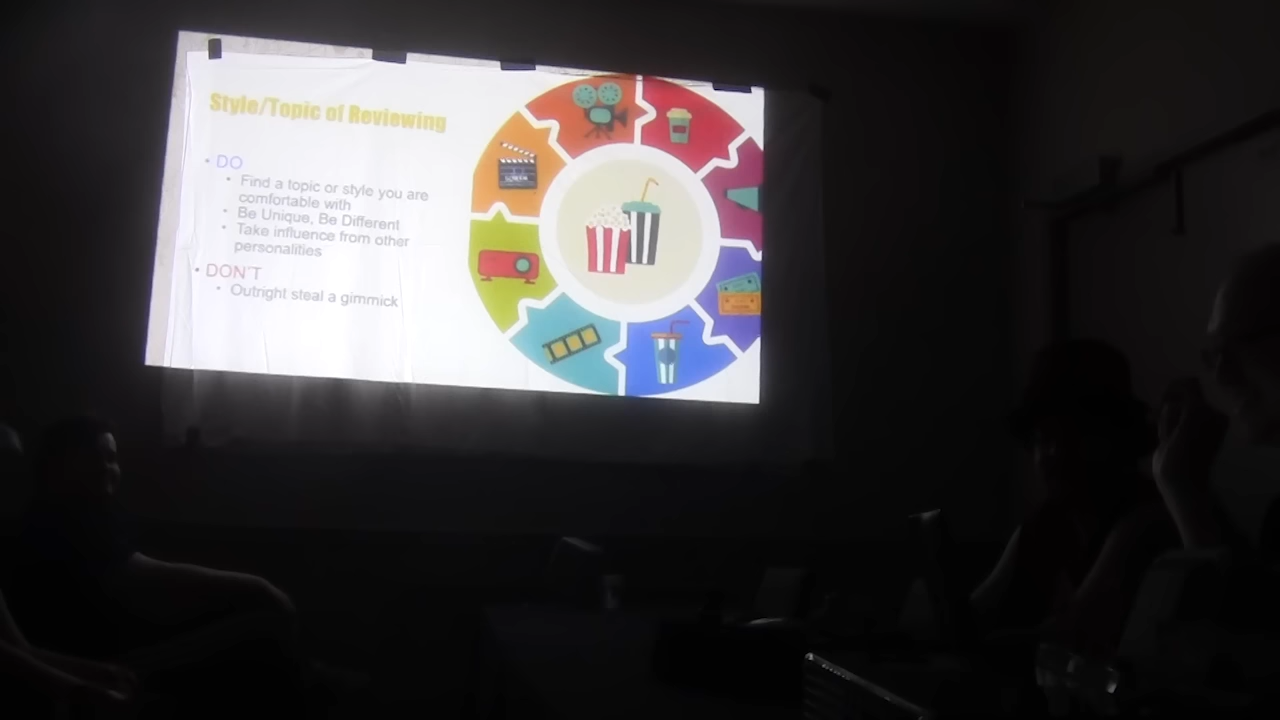 Style/Topic of Reviewing
• DO
• Find a topic or style you are
comfortable with
• Be Unique, Be Different
• Take influence from other
personalities
• DON'T
• Outright steal a gimmick